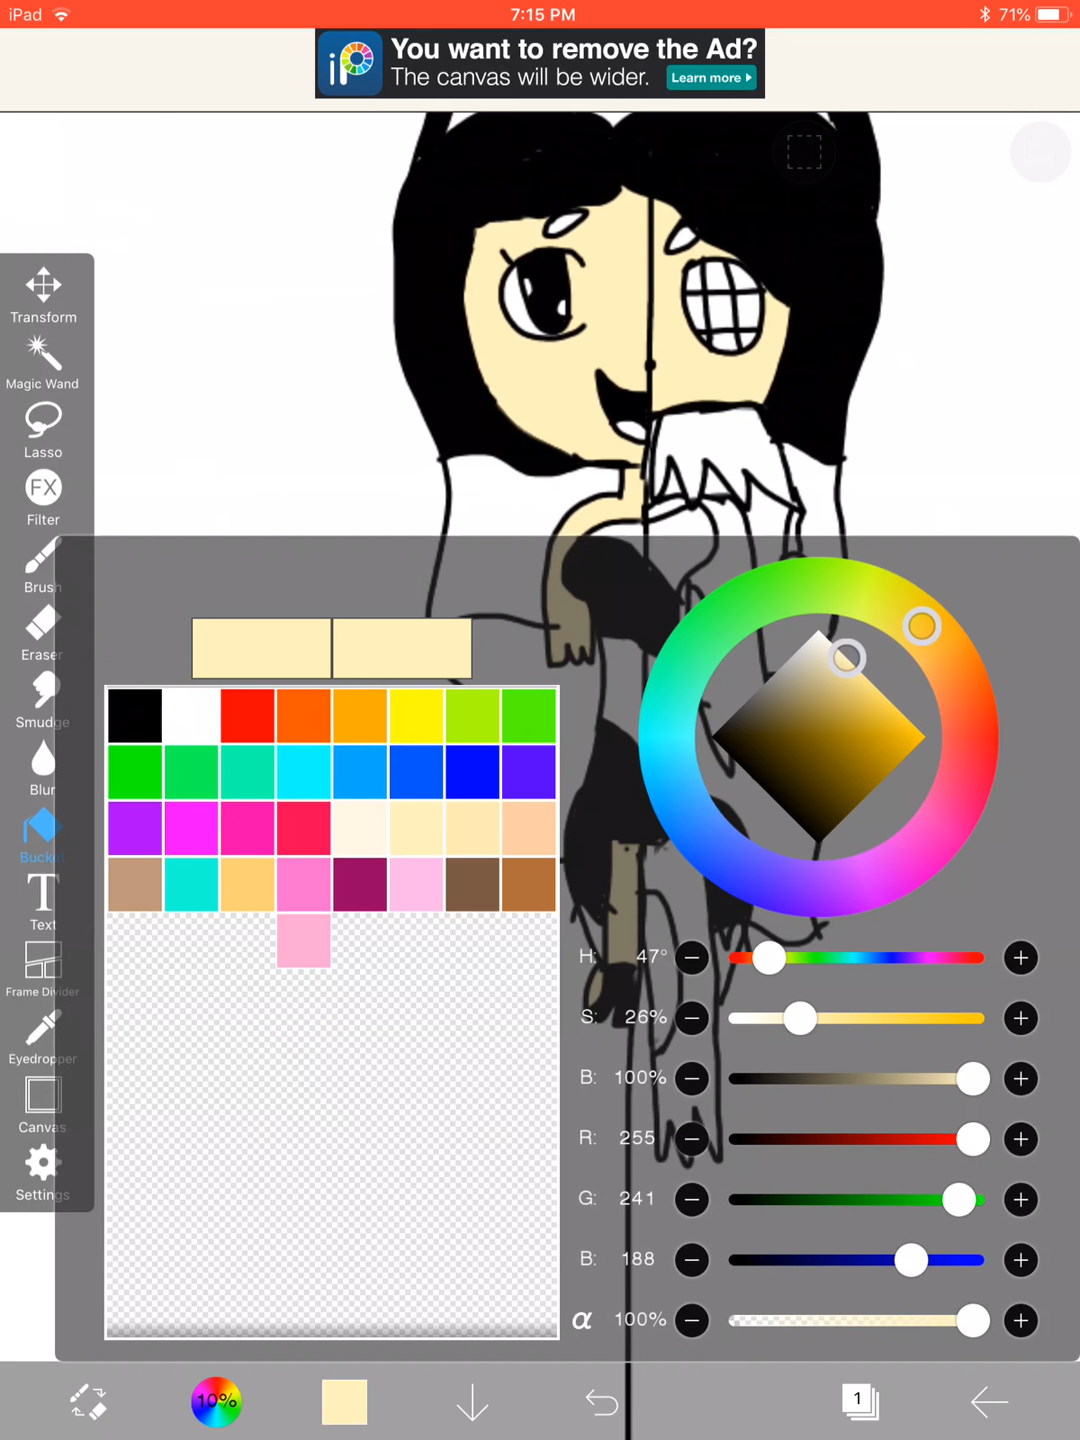 iPad 7:15 PM 71%
iP You want to remove the Ad?
The canvas will be wider. Learn more
Transform
Magic Wand
Lasso
FX
Filter
Brush
Eraser
Smudge
Blur
Bucket
T
Text
Frame Divider
Eyedropper
Canvas
Settings
H: 47°
S: 26%
B: 100%
R: 255
G: 241
B: 188
α 100%
10% 1